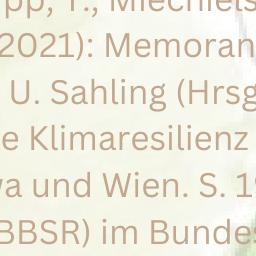 pp, T., Miechiels
2021): Memoran
U. Sahling (Hrsg
e Klimaresilienz
va und Wien. S. 1
BBSR) im Bundes